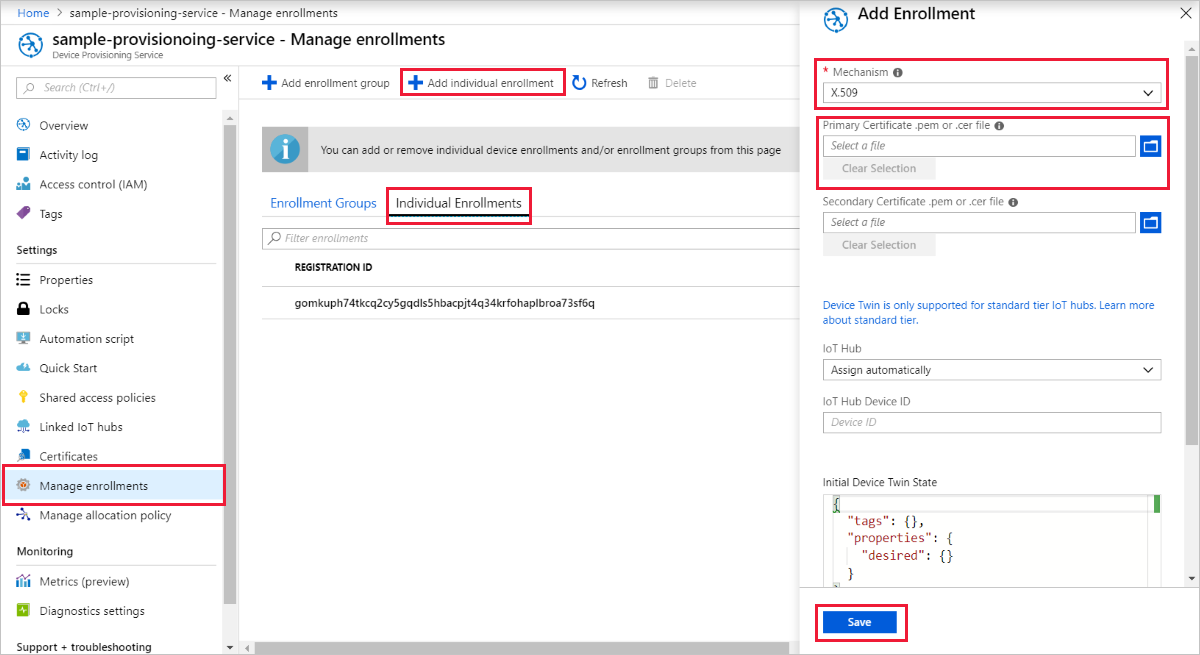 Home > sample-provisioning-service - Manage enrollments
sample-provisionoing-service - Manage enrollments
Device Provisioning Service
Search (Ctrl+/)
Overview
Activity log
Access control (IAM)
Tags
Settings
Properties
Locks
Automation script
Quick Start
Shared access policies
Linked IoT hubs
Certificates
Manage enrollments
Manage allocation policy
Monitoring
Metrics (preview)
Diagnostics settings
Support + troubleshooting
Add enrollment group
Add individual enrollment
Refresh
Delete
You can add or remove individual device enrollments and/or enrollment groups from this page
Enrollment Groups
Individual Enrollments
Filter enrollments
REGISTRATION ID
gomkuph74tkcq2cy5gqdls5hbacpjt4q34krfohaplbroa73sf6q
Add Enrollment
* Mechanism
X.509
Primary Certificate .pem or .cer file
Select a file
Clear Selection
Secondary Certificate .pem or .cer file
Select a file
Clear Selection
Device Twin is only supported for standard tier IoT hubs. Learn more
about standard tier.
IoT Hub
Assign automatically
IoT Hub Device ID
Device ID
Initial Device Twin State
{
"tags": {},
"properties": {
"desired": {}
}
Save